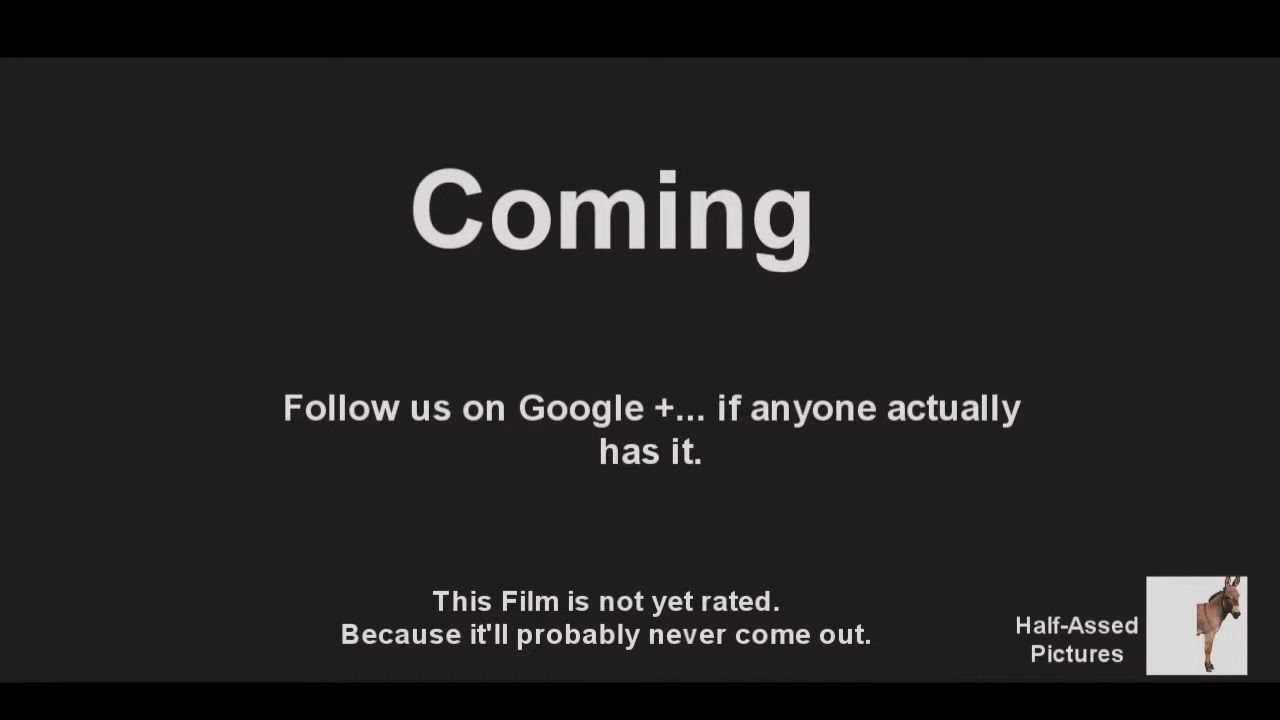 Coming
Follow us on Google +... if anyone actually
has it.
This Film is not yet rated.
Because it'll probably never come out.
Half-Assed
Pictures